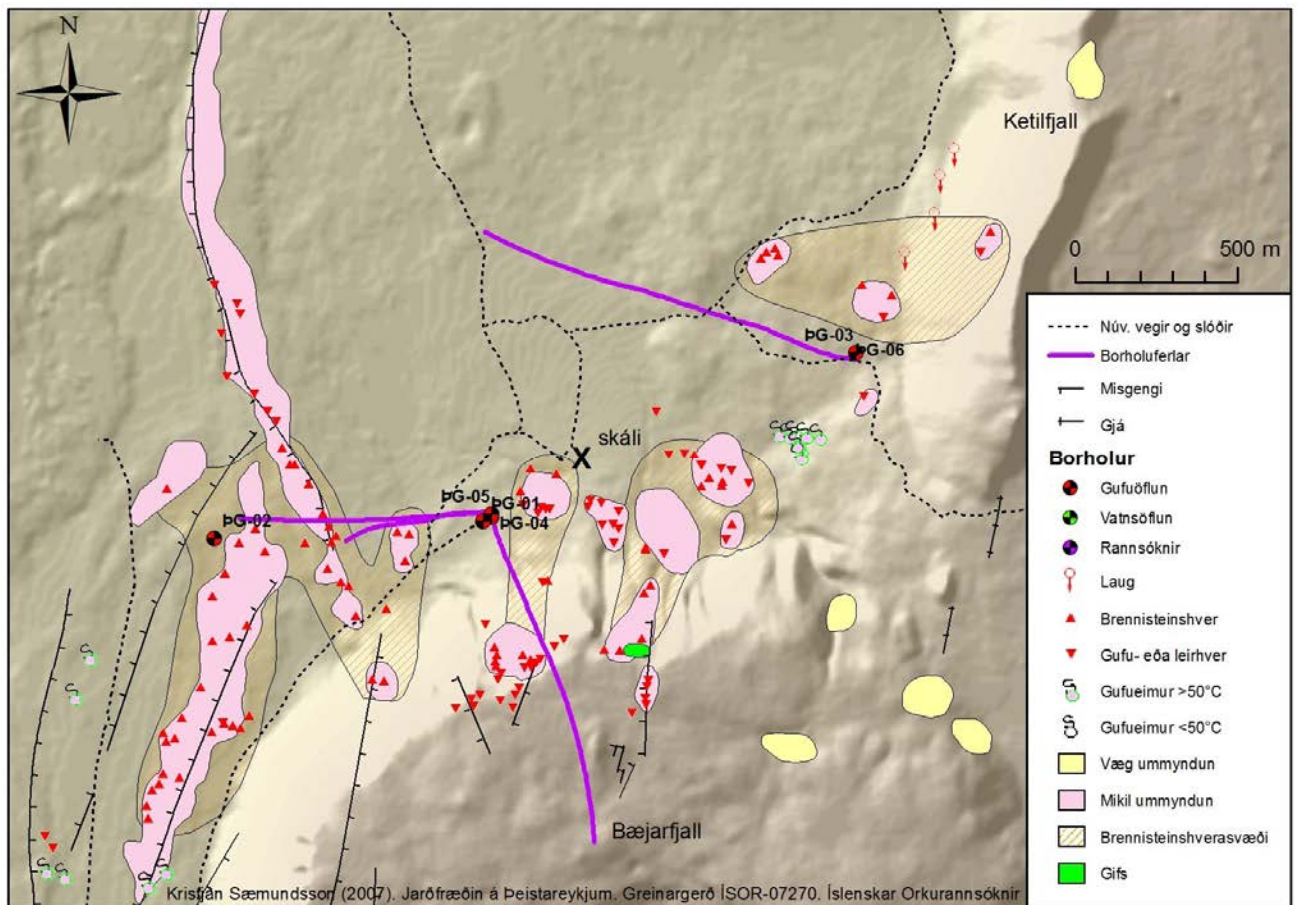 N
Ketilfjall
0 500 m
ÞG-03
ÞG-06
skáli
X
ÞG-05
ÞG-01
ÞG-02
ÞG-04
Bæjarfjall
Núv. vegir og slóðir
Borholuferlar
Misgengi
Gjá
Borholur
Gufuöflun
Vatnsöflun
Rannsóknir
Laug
Brennisteinshver
Gufu- eða leirhver
Gufueimur >50°C
Gufueimur <50°C
Væg ummyndun
Mikil ummyndun
Brennisteinshverasvæði
Gifs
Kristján Sæmundsson (2007). Jarðfræðin á Þeistareykjum. Greinargerð ÍSOR-07270. Íslenskar Orkurannsóknir